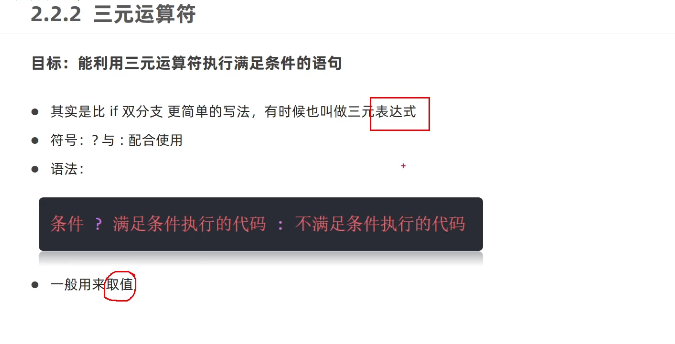 2.2.2 三元运算符
目标：能利用三元运算符执行满足条件的语句
其实是比 if 双分支 更简单的写法，有时候也叫做三元表达式
符号：? 与 : 配合使用
语法：
条件 ? 满足条件执行的代码 : 不满足条件执行的代码
一般用来取值